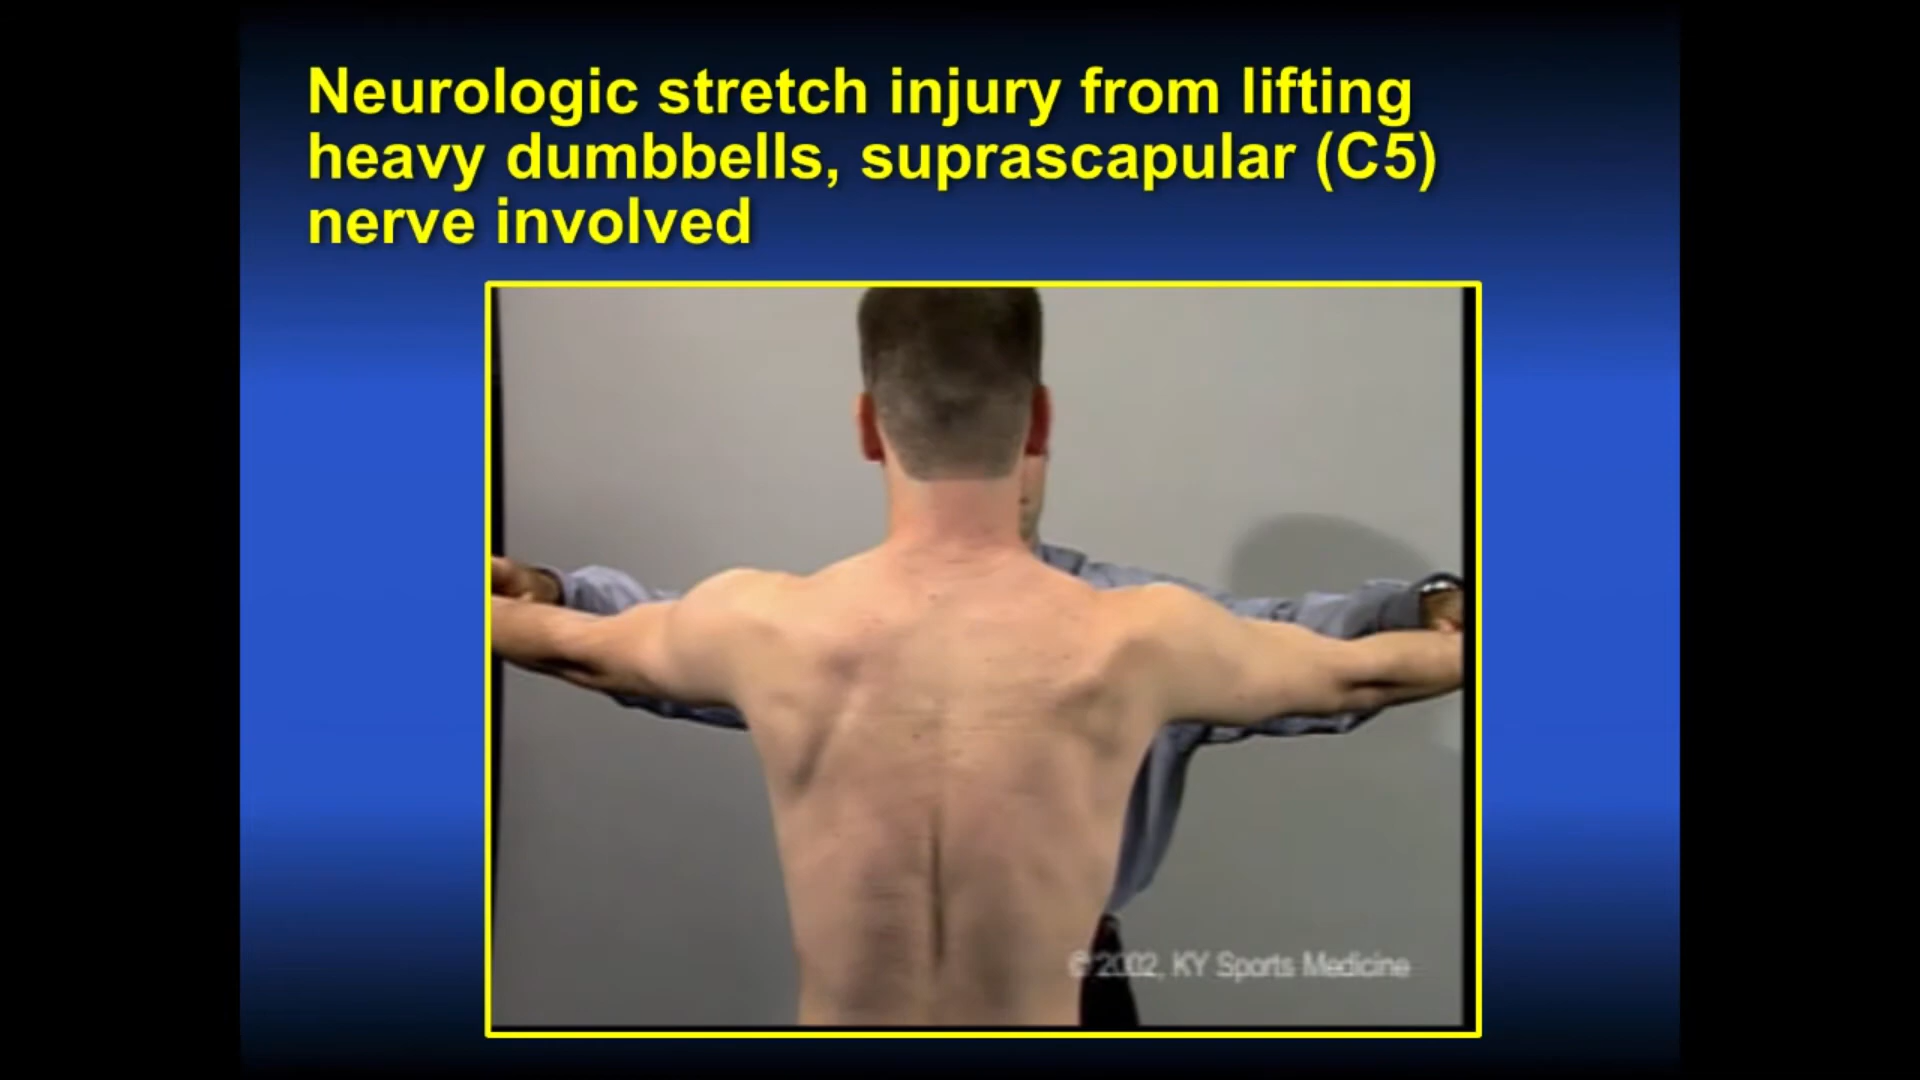 Neurologic stretch injury from lifting
heavy dumbbells, suprascapular (C5)
nerve involved
© 2002, KY Sports Medicine